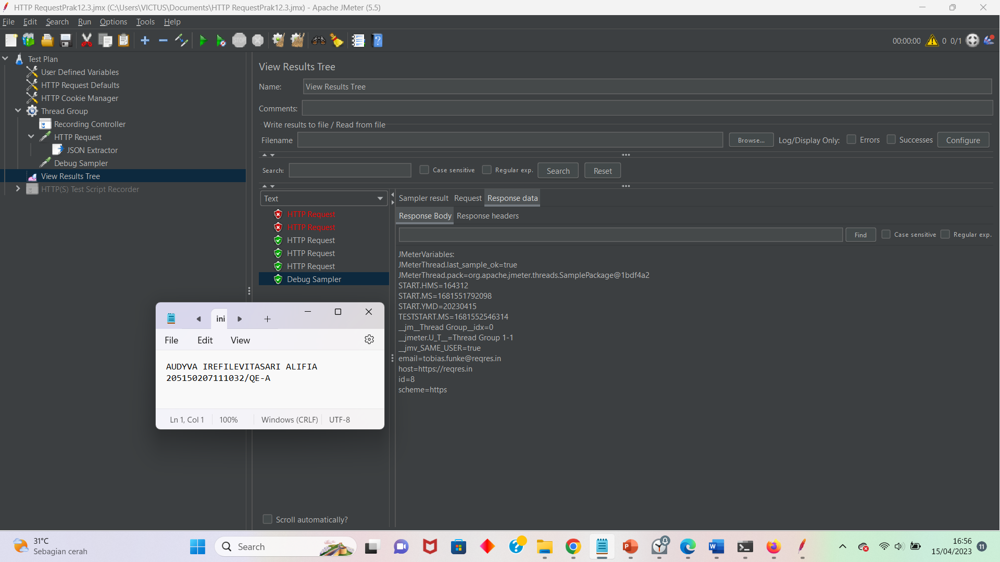 HTTP RequestPrak12.3.jmx (C:\Users\VICTUS\Documents\HTTP RequestPrak12.3.jmx) - Apache JMeter (5.5)
File Edit Search Run Options Tools Help
00:00:00 0 0/1
Test Plan
User Defined Variables
HTTP Request Defaults
HTTP Cookie Manager
Thread Group
Recording Controller
HTTP Request
JSON Extractor
Debug Sampler
View Results Tree
HTTP(S) Test Script Recorder
View Results Tree
Name: View Results Tree
Comments:
Write results to file / Read from file
Filename Browse... Log/Display Only: Errors Successes Configure
Search: Case sensitive Regular exp. Search Reset
Text
HTTP Request
HTTP Request
HTTP Request
HTTP Request
HTTP Request
Debug Sampler
Scroll automatically?
Sampler result Request Response data
Response Body Response headers
Find Case sensitive Regular exp.
JMeterVariables:
JMeterThread.last_sample_ok=true
JMeterThread.pack=org.apache.jmeter.threads.SamplePackage@1bdf4a2
START.HMS=164312
START.MS=1681551792098
START.YMD=20230415
TESTSTART.MS=1681552546314
__jm__Thread Group__idx=0
__jmeter.U_T__=Thread Group 1-1
__jmv_SAME_USER=true
email=tobias.funke@reqres.in
host=https://reqres.in
id=8
scheme=https
ini
File Edit View
AUDYVA IREFILEVITASARI ALIFIA
205150207111032/QE-A
Ln 1, Col 1 100% Windows (CRLF) UTF-8
31°C
Sebagian cerah
Search
16:56
15/04/2023
11